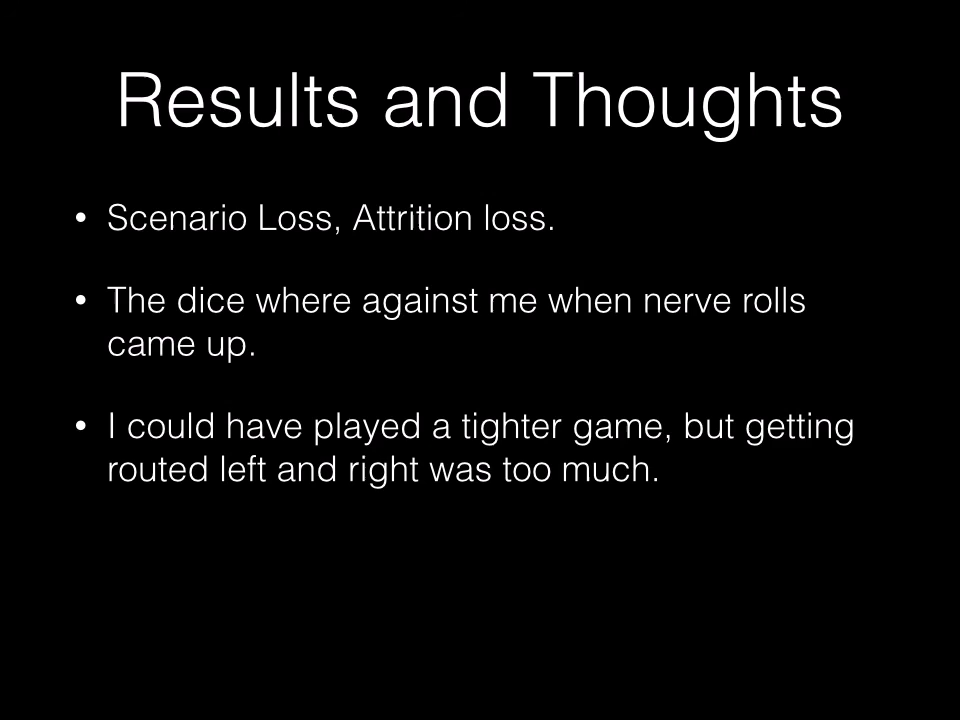 Results and Thoughts
• Scenario Loss, Attrition loss.
• The dice where against me when nerve rolls
came up.
• I could have played a tighter game, but getting
routed left and right was too much.